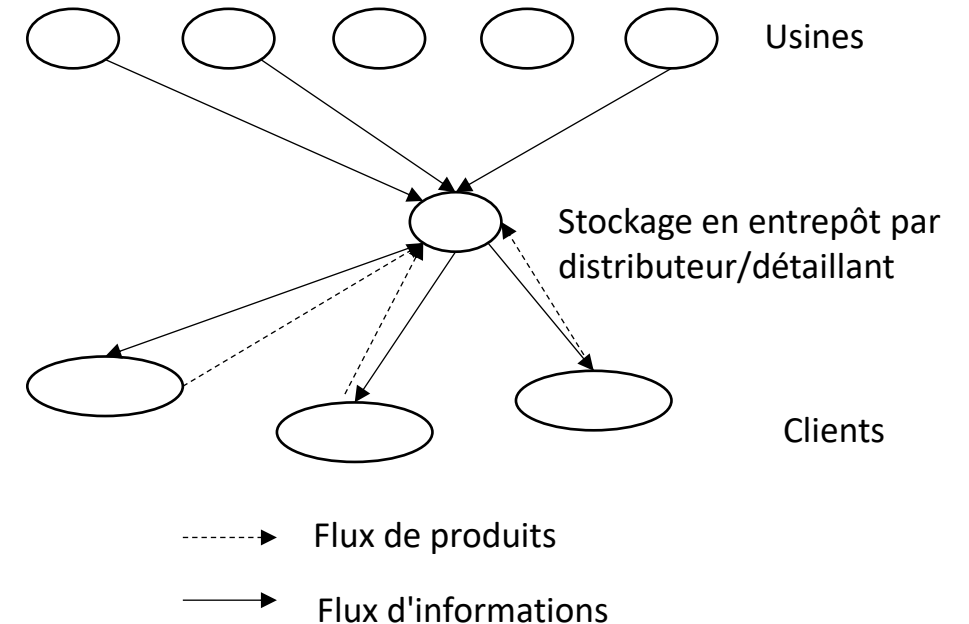 Usines
Stockage en entrepôt par
distributeur/détaillant
Clients
Flux de produits
Flux d'informations